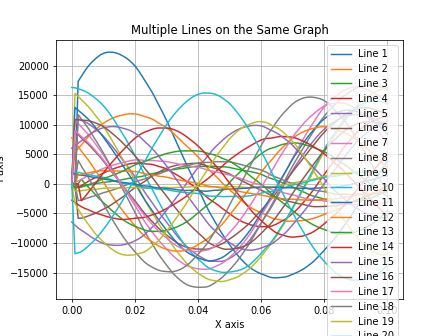 Multiple Lines on the Same Graph
20000
15000
10000
5000
0
−5000
−10000
−15000
0.00
0.02
0.04
0.06
X axis
Line 1
Line 2
Line 3
Line 4
Line 5
Line 6
Line 7
Line 8
Line 9
Line 10
Line 11
Line 12
Line 13
Line 14
Line 15
Line 16
Line 17
Line 18
Line 19
Line 20